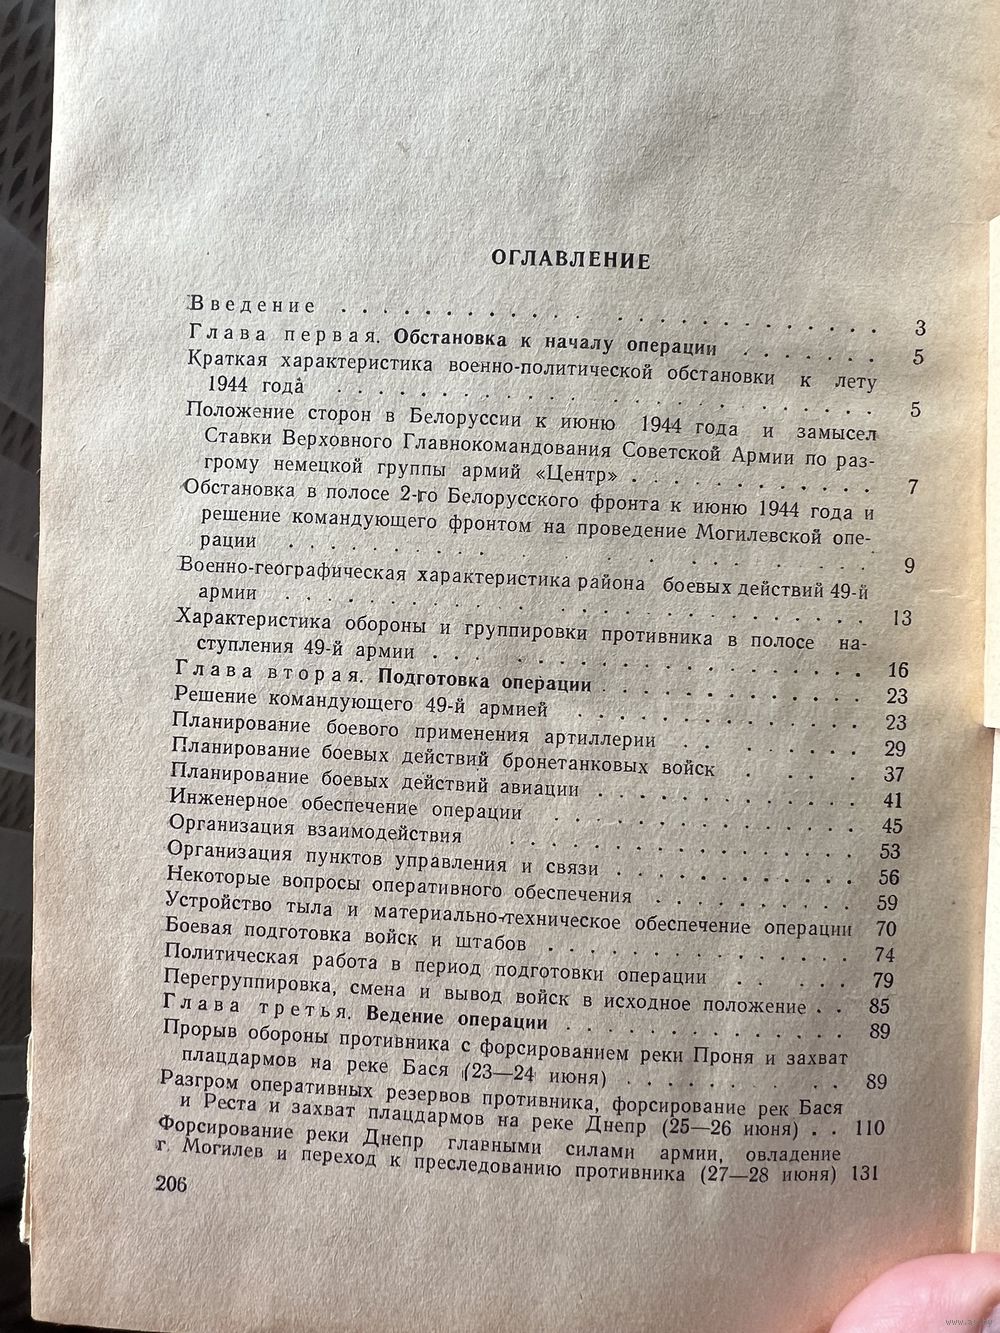 ОГЛАВЛЕНИЕ
Введение . . . . . . . . . . . . . . . . . . . . . . . 3
Глава первая. Обстановка к началу операции . . . . . . . 5
Краткая характеристика военно-политической обстановки к лету
1944 года . . . . . . . . . . . . . . . . . . . . . 5
Положение сторон в Белоруссии к июню 1944 года и замысел
Ставки Верховного Главнокомандования Советской Армии по раз-
грому немецкой группы армий «Центр» . . . . . . . . . . 7
Обстановка в полосе 2-го Белорусского фронта к июню 1944 года и
решение командующего фронтом на проведение Могилевской опе-
рации . . . . . . . . . . . . . . . . . . . . . 9
Военно-географическая характеристика района боевых действий 49-й
армии . . . . . . . . . . . . . . . . . . . . . 13
Характеристика обороны и группировки противника в полосе на-
ступления 49-й армии . . . . . . . . . . . . . . . . . 16
Глава вторая. Подготовка операции . . . . . . . . . . . 23
Решение командующего 49-й армией . . . . . . . . . . . 23
Планирование боевого применения артиллерии . . . . . . . . 29
Планирование боевых действий бронетанковых войск . . . . . 37
Планирование боевых действий авиации . . . . . . . . . . 41
Инженерное обеспечение операции . . . . . . . . . . . . 45
Организация взаимодействия . . . . . . . . . . . . . . 53
Организация пунктов управления и связи . . . . . . . . . . 56
Некоторые вопросы оперативного обеспечения . . . . . . . . 59
Устройство тыла и материально-техническое обеспечение операции 70
Боевая подготовка войск и штабов . . . . . . . . . . . . 74
Политическая работа в период подготовки операции . . . . . 79
Перегруппировка, смена и вывод войск в исходное положение . . 85
Глава третья. Ведение операции . . . . . . . . . . . . 89
Прорыв обороны противника с форсированием реки Проня и захват
плацдармов на реке Бася (23—24 июня) . . . . . . . . . 89
Разгром оперативных резервов противника, форсирование рек Бася
и Реста и захват плацдармов на реке Днепр (25—26 июня) . . 110
Форсирование реки Днепр главными силами армии, овладение
г. Могилев и переход к преследованию противника (27—28 июня) 131
206